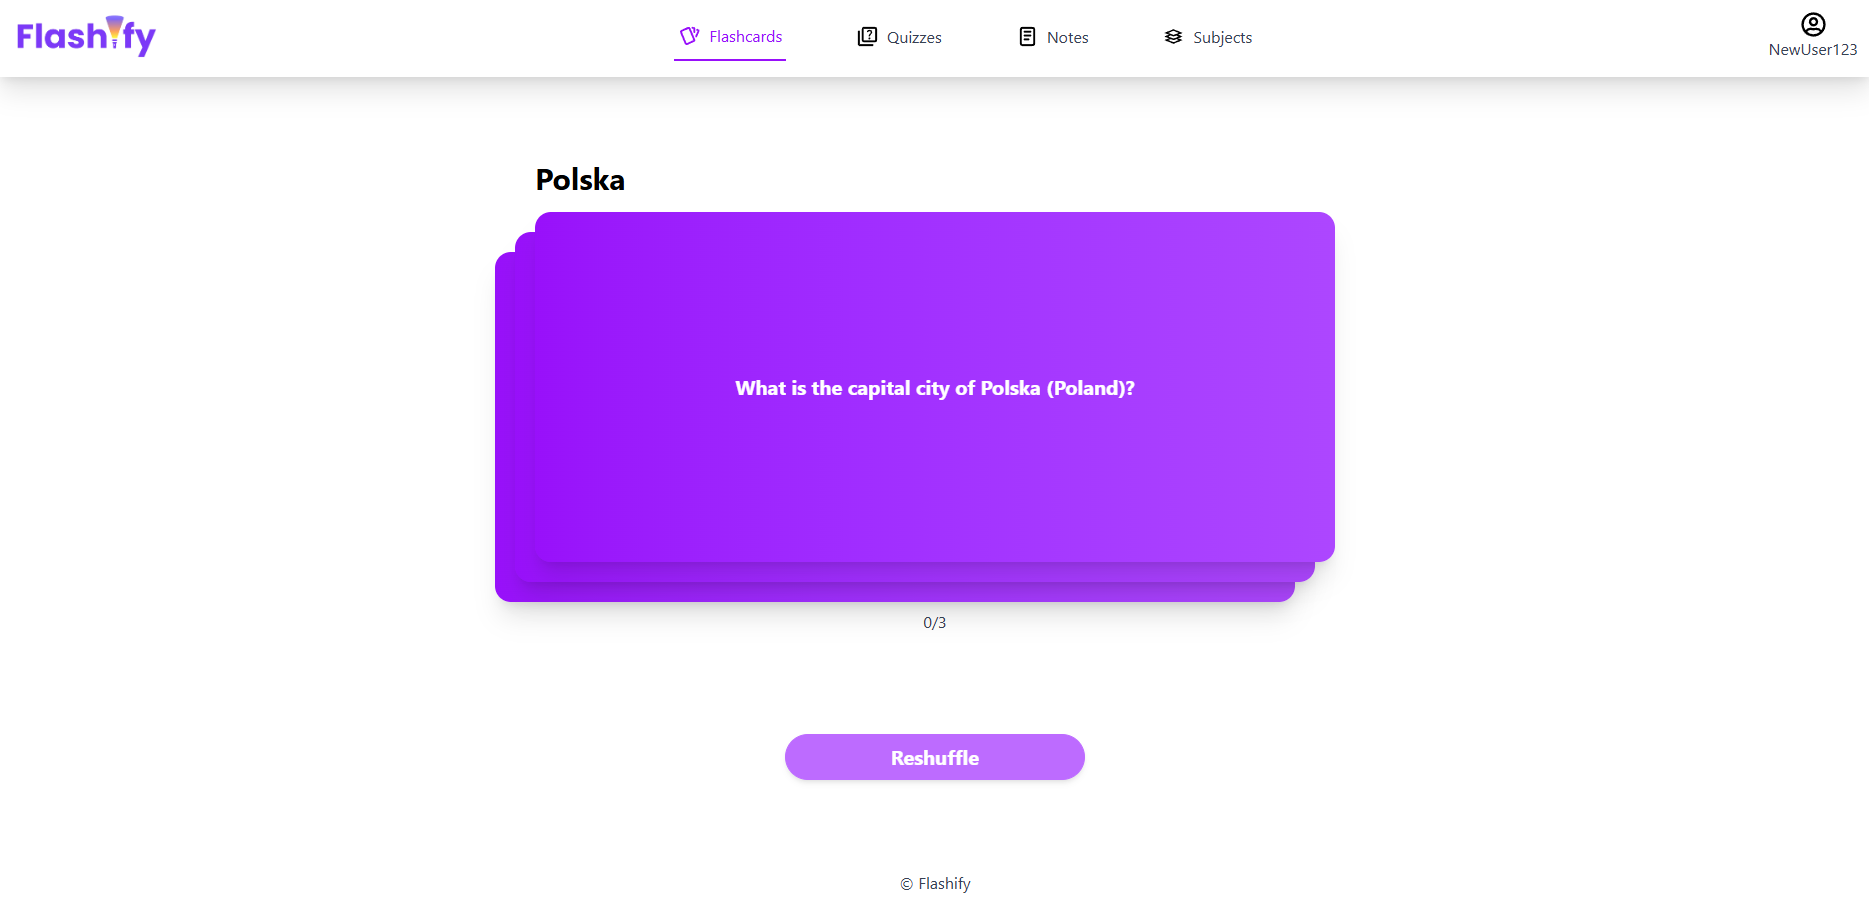 Flashify
Flashcards
Quizzes
Notes
Subjects
NewUser123
Polska
What is the capital city of Polska (Poland)?
0/3
Reshuffle
© Flashify